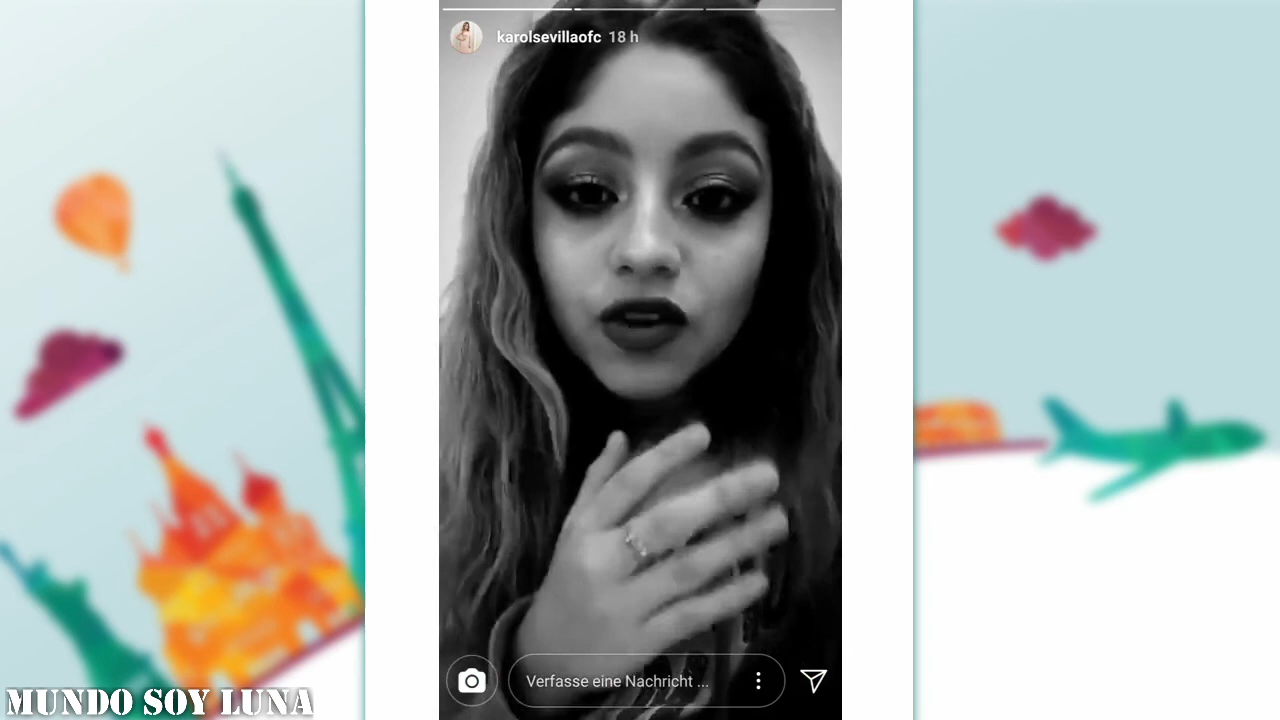 karolsevillaofc 18 h
Verfasse eine Nachricht ...
MUNDO SOY LUNA